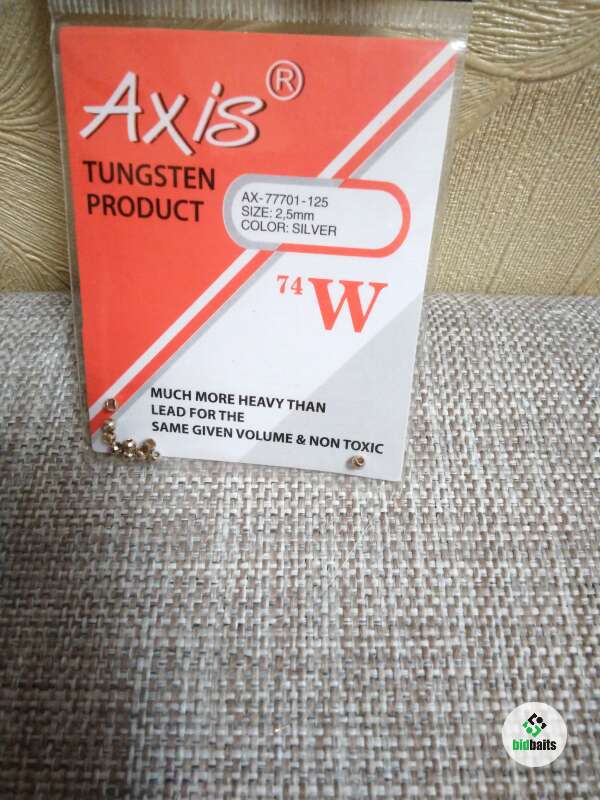 Axis®
TUNGSTEN
PRODUCT
AX-77701-125
SIZE: 2,5mm
COLOR: SILVER
74 W
MUCH MORE HEAVY THAN
LEAD FOR THE
SAME GIVEN VOLUME & NON TOXIC
bidbaits